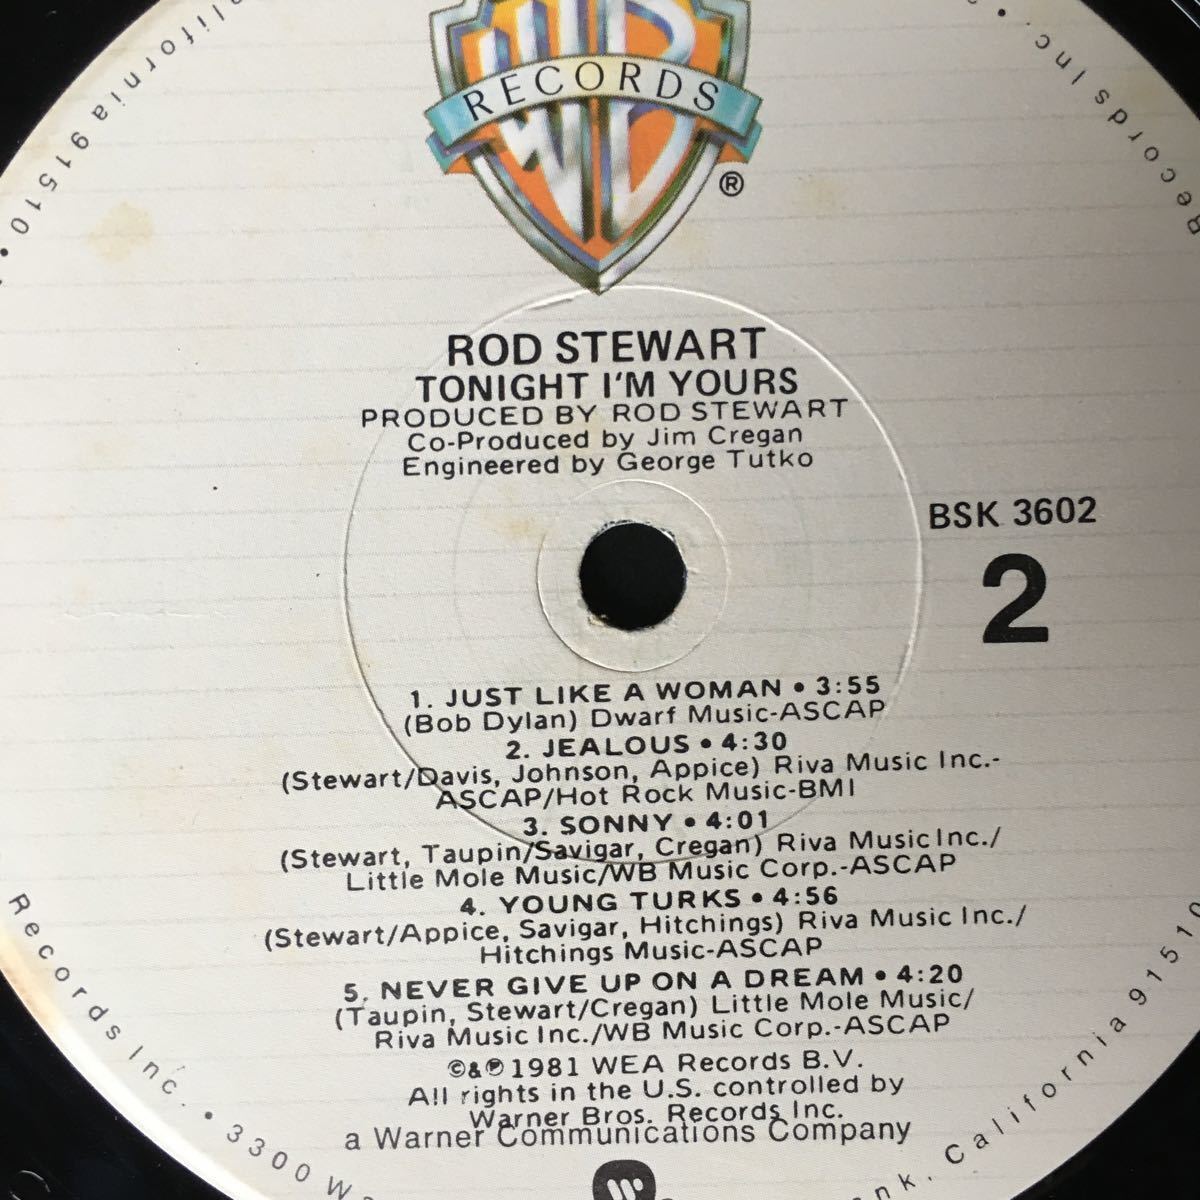 WB
RECORDS
®
ROD STEWART
TONIGHT I'M YOURS
PRODUCED BY ROD STEWART
Co-Produced by Jim Cregan
Engineered by George Tutko
BSK 3602
2
1. JUST LIKE A WOMAN • 3:55
(Bob Dylan) Dwarf Music-ASCAP
2. JEALOUS • 4:30
(Stewart/Davis, Johnson, Appice) Riva Music Inc.-
ASCAP/Hot Rock Music-BMI
3. SONNY • 4:01
(Stewart, Taupin/Savigar, Cregan) Riva Music Inc./
Little Mole Music/WB Music Corp.-ASCAP
4. YOUNG TURKS • 4:56
(Stewart/Appice, Savigar, Hitchings) Riva Music Inc./
Hitchings Music-ASCAP
5. NEVER GIVE UP ON A DREAM • 4:20
(Taupin, Stewart/Cregan) Little Mole Music/
Riva Music Inc./WB Music Corp.-ASCAP
©&℗ 1981 WEA Records B.V.
All rights in the U.S. controlled by
Warner Bros. Records Inc.
a Warner Communications Company
Records Inc. • 3300 W
nk, California 91510
alifornia 91510 •
Records Inc. •